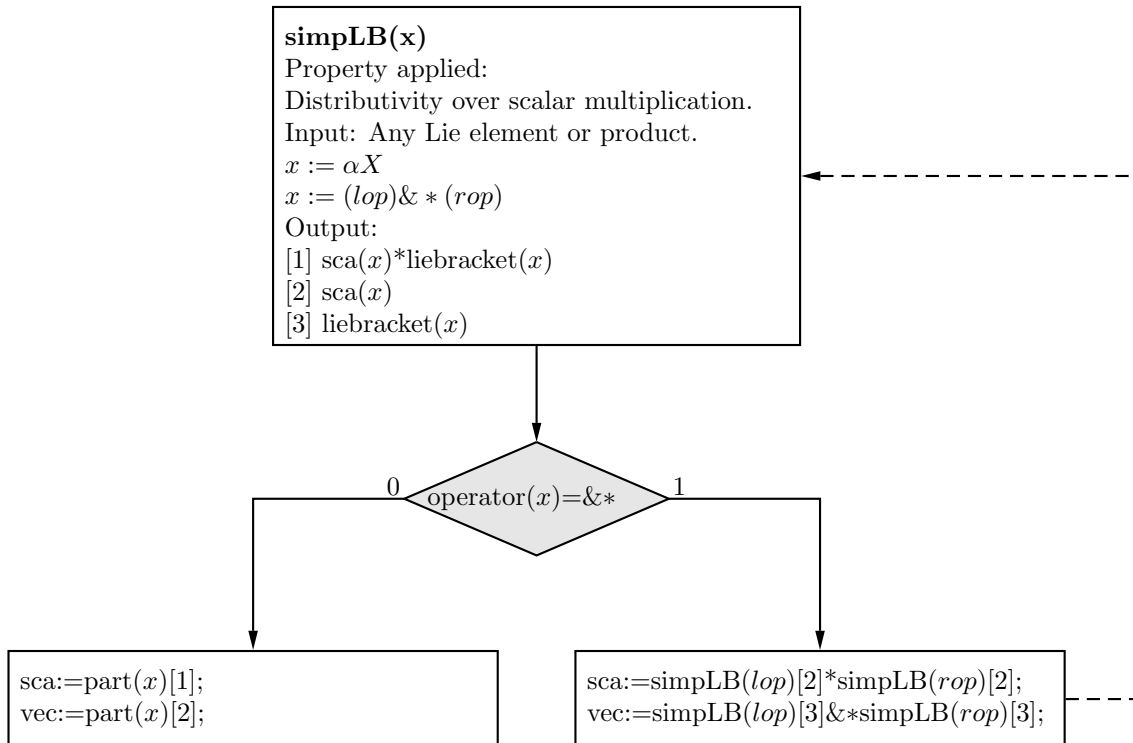 simpLB(x)
Property applied:
Distributivity over scalar multiplication.
Input: Any Lie element or product.
x := αX
x := (lop)& ∗ (rop)
Output:
[1] sca(x)*liebracket(x)
[2] sca(x)
[3] liebracket(x)
0 operator(x)=&∗ 1
sca:=part(x)[1];
vec:=part(x)[2];
sca:=simpLB(lop)[2]*simpLB(rop)[2];
vec:=simpLB(lop)[3]&∗simpLB(rop)[3];